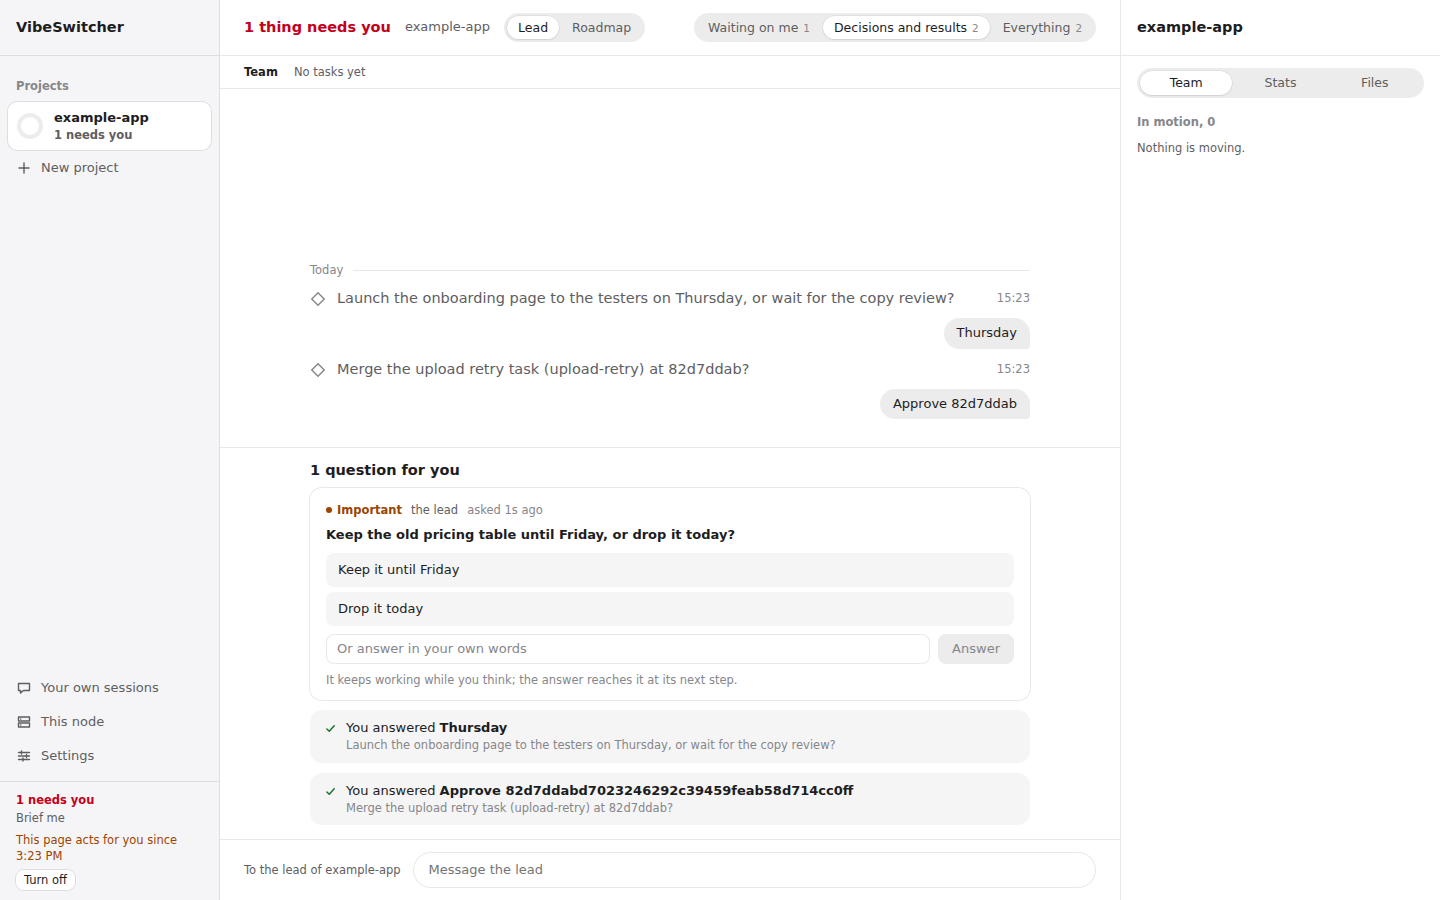 VibeSwitcher
Projects
example-app
1 needs you
New project
Your own sessions
This node
Settings
1 needs you
Brief me
This page acts for you since
3:23 PM
Turn off
1 thing needs you example-app Lead Roadmap Waiting on me 1 Decisions and results 2 Everything 2
Team No tasks yet
Today
Launch the onboarding page to the testers on Thursday, or wait for the copy review? 15:23
Thursday
Merge the upload retry task (upload-retry) at 82d7ddab? 15:23
Approve 82d7ddab
1 question for you
Important the lead asked 1s ago
Keep the old pricing table until Friday, or drop it today?
Keep it until Friday
Drop it today
Or answer in your own words Answer
It keeps working while you think; the answer reaches it at its next step.
You answered Thursday
Launch the onboarding page to the testers on Thursday, or wait for the copy review?
You answered Approve 82d7ddabd7023246292c39459feab58d714cc0ff
Merge the upload retry task (upload-retry) at 82d7ddab?
To the lead of example-app Message the lead
example-app
Team Stats Files
In motion, 0
Nothing is moving.